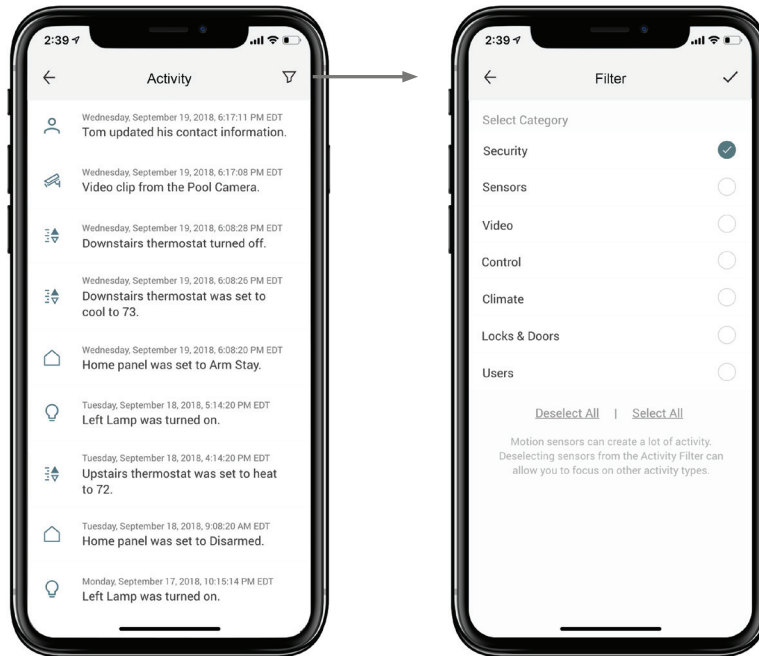 2:39
Activity
Wednesday, September 19, 2018, 6:17:11 PM EDT
Tom updated his contact information.
Wednesday, September 19, 2018, 6:17:08 PM EDT
Video clip from the Pool Camera.
Wednesday, September 19, 2018, 6:08:28 PM EDT
Downstairs thermostat turned off.
Wednesday, September 19, 2018, 6:08:26 PM EDT
Downstairs thermostat was set to
cool to 73.
Wednesday, September 19, 2018, 6:08:20 PM EDT
Home panel was set to Arm Stay.
Tuesday, September 18, 2018, 5:14:20 PM EDT
Left Lamp was turned on.
Tuesday, September 18, 2018, 4:14:20 PM EDT
Upstairs thermostat was set to heat
to 72.
Tuesday, September 18, 2018, 9:08:20 AM EDT
Home panel was set to Disarmed.
Monday, September 17, 2018, 10:15:14 PM EDT
Left Lamp was turned on.
2:39
Filter
Select Category
Security
Sensors
Video
Control
Climate
Locks & Doors
Users
Deselect All | Select All
Motion sensors can create a lot of activity.
Deselecting sensors from the Activity Filter can
allow you to focus on other activity types.